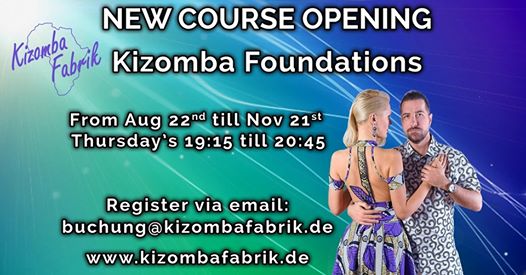 NEW COURSE OPENING
Kizomba Fabrik
Kizomba Foundations
From Aug 22nd till Nov 21st
Thursday's 19:15 till 20:45
Register via email:
buchung@kizombafabrik.de
www.kizombafabrik.de